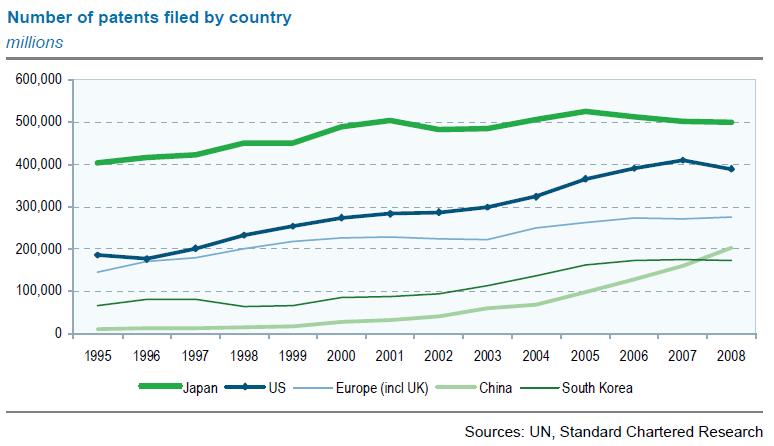 Number of patents filed by country
millions
600,000
500,000
400,000
300,000
200,000
100,000
0
1995 1996 1997 1998 1999 2000 2001 2002 2003 2004 2005 2006 2007 2008
Japan US Europe (incl UK) China South Korea
Sources: UN, Standard Chartered Research